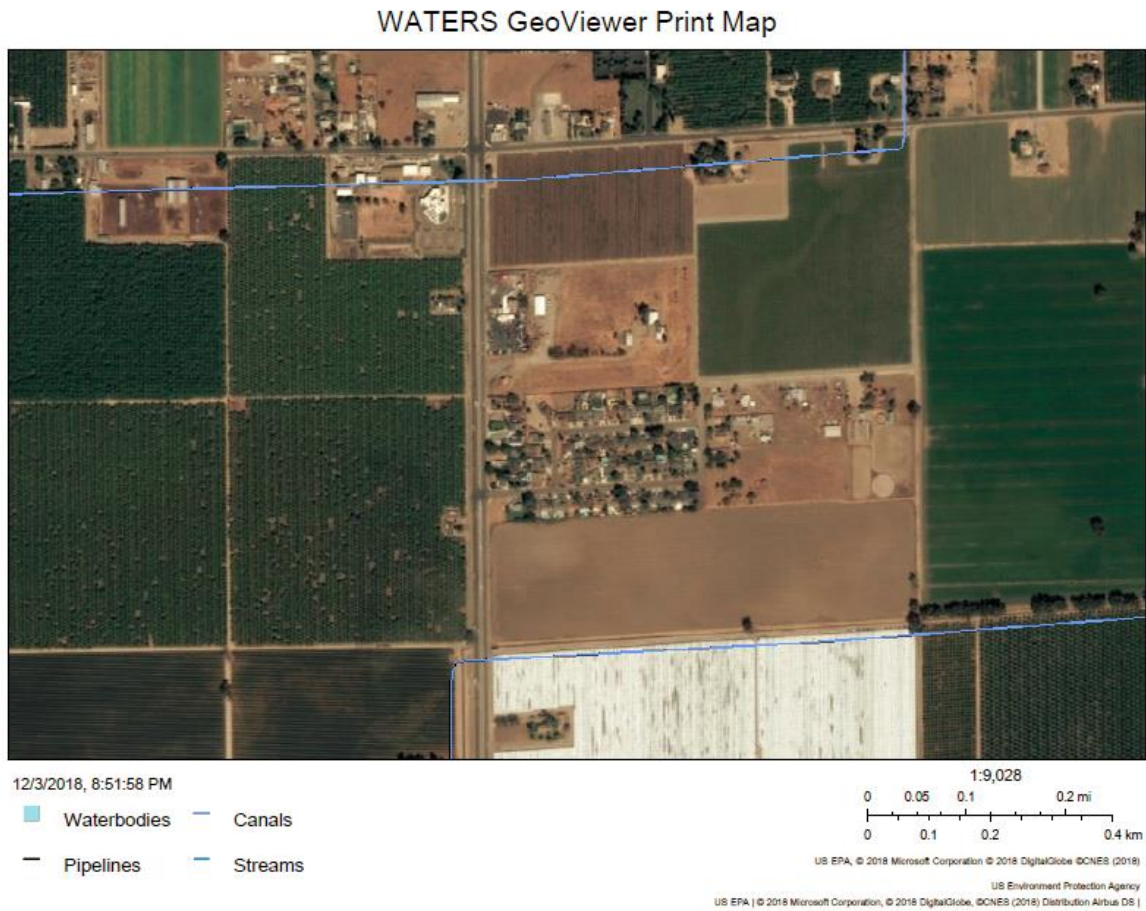 WATERS GeoViewer Print Map
12/3/2018, 8:51:58 PM
Waterbodies
Canals
Pipelines
Streams
1:9,028
0 0.05 0.1 0.2 mi
0 0.1 0.2 0.4 km
US EPA, © 2018 Microsoft Corporation © 2018 DigitalGlobe ©CNES (2018)
US Environment Protection Agency
US EPA | © 2018 Microsoft Corporation, © 2018 DigitalGlobe, ©CNES (2018) Distribution Airbus DS |